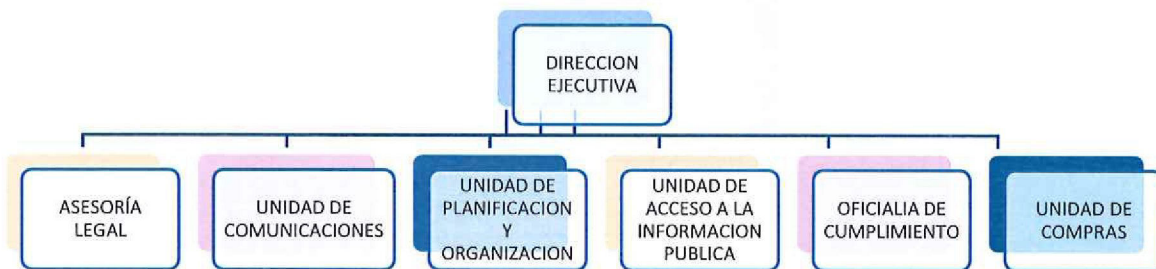 DIRECCION
EJECUTIVA
ASESORÍA
LEGAL
UNIDAD DE
COMUNICACIONES
UNIDAD DE
PLANIFICACION
Y
ORGANIZACION
UNIDAD DE
ACCESO A LA
INFORMACION
PUBLICA
OFICIALIA DE
CUMPLIMIENTO
UNIDAD DE
COMPRAS